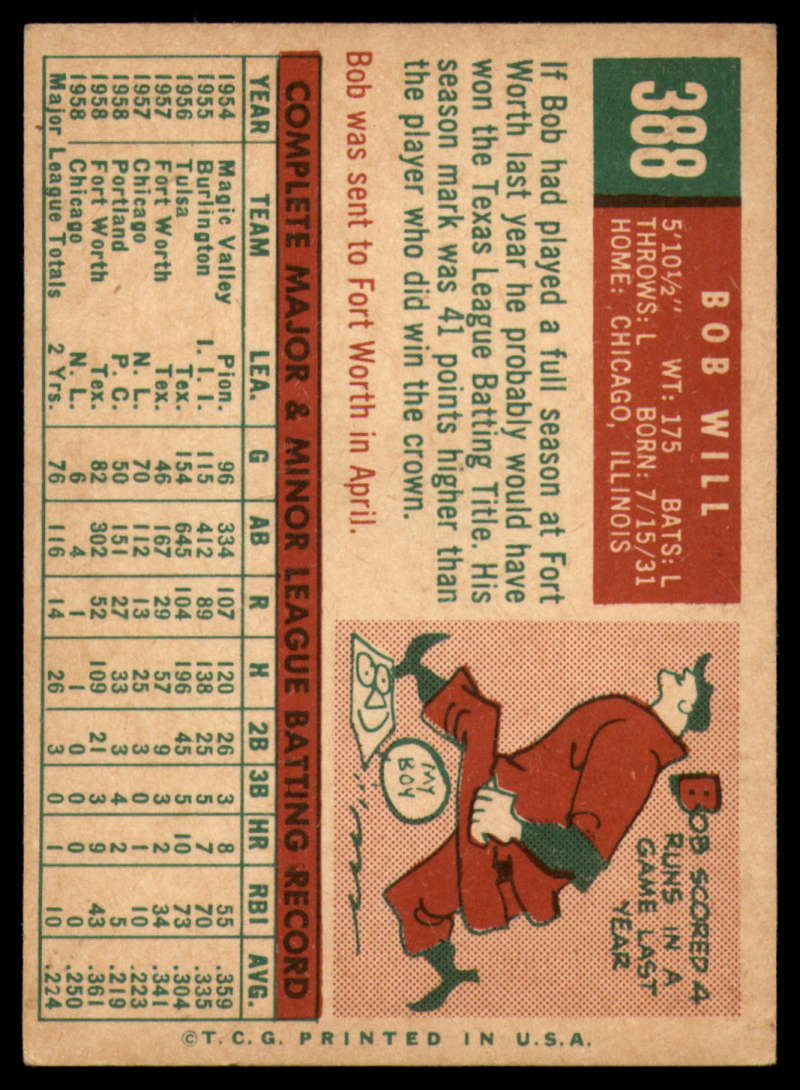 388
BOB WILL
5'10½" WT: 175 BATS: L
THROWS: L BORN: 7/15/31
HOME: CHICAGO, ILLINOIS
If Bob had played a full season at Fort
Worth last year he probably would have
won the Texas League Batting Title. His
season mark was 41 points higher than
the player who did win the crown.
Bob was sent to Fort Worth in April.
BOB SCORED 4
RUNS IN A
GAME LAST
YEAR
MY
BOY
COMPLETE MAJOR & MINOR LEAGUE BATTING RECORD
YEAR TEAM LEA. G AB R H 2B 3B HR RBI AVG.
1954 Magic Valley Pion. 96 334 107 120 26 3 8 55 .359
1955 Burlington I. I. I. 115 412 89 138 25 5 7 70 .335
1956 Tulsa Tex. 154 645 104 196 45 5 10 73 .304
1957 Fort Worth Tex. 46 167 29 57 9 3 2 34 .341
1957 Chicago N. L. 70 112 13 25 3 0 1 10 .223
1958 Portland P. C. 50 151 27 33 3 4 2 5 .219
1958 Fort Worth Tex. 82 302 52 109 21 3 9 43 .361
1958 Chicago N. L. 6 4 1 1 0 0 0 0 .250
Major League Totals 2 Yrs. 76 116 14 26 3 0 1 10 .224
©T.C.G. PRINTED IN U.S.A.